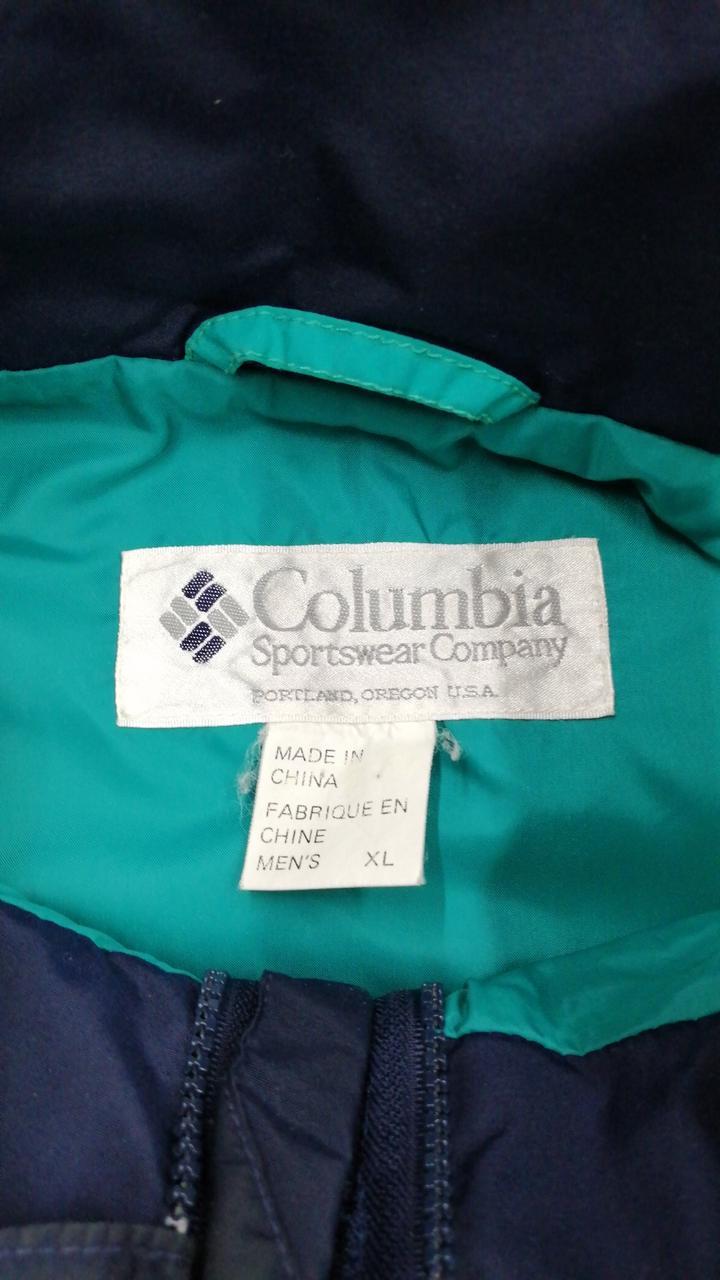 Columbia
Sportswear Company
PORTLAND, OREGON U.S.A.
MADE IN
CHINA
FABRIQUE EN
CHINE
MEN'S XL